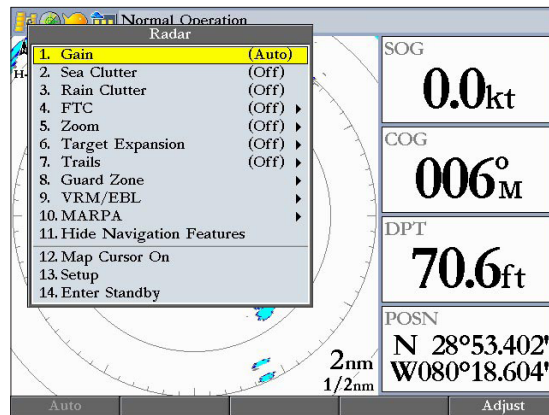 Normal Operation
Radar
1. Gain (Auto)
2. Sea Clutter (Off)
3. Rain Clutter (Off)
4. FTC (Off)
5. Zoom (Off)
6. Target Expansion (Off)
7. Trails (Off)
8. Guard Zone
9. VRM/EBL
10. MARPA
11. Hide Navigation Features
12. Map Cursor On
13. Setup
14. Enter Standby
H-
2nm
1/2nm
SOG
0.0kt
COG
006°M
DPT
70.6ft
POSN
N 28°53.402'
W080°18.604'
Auto
Adjust